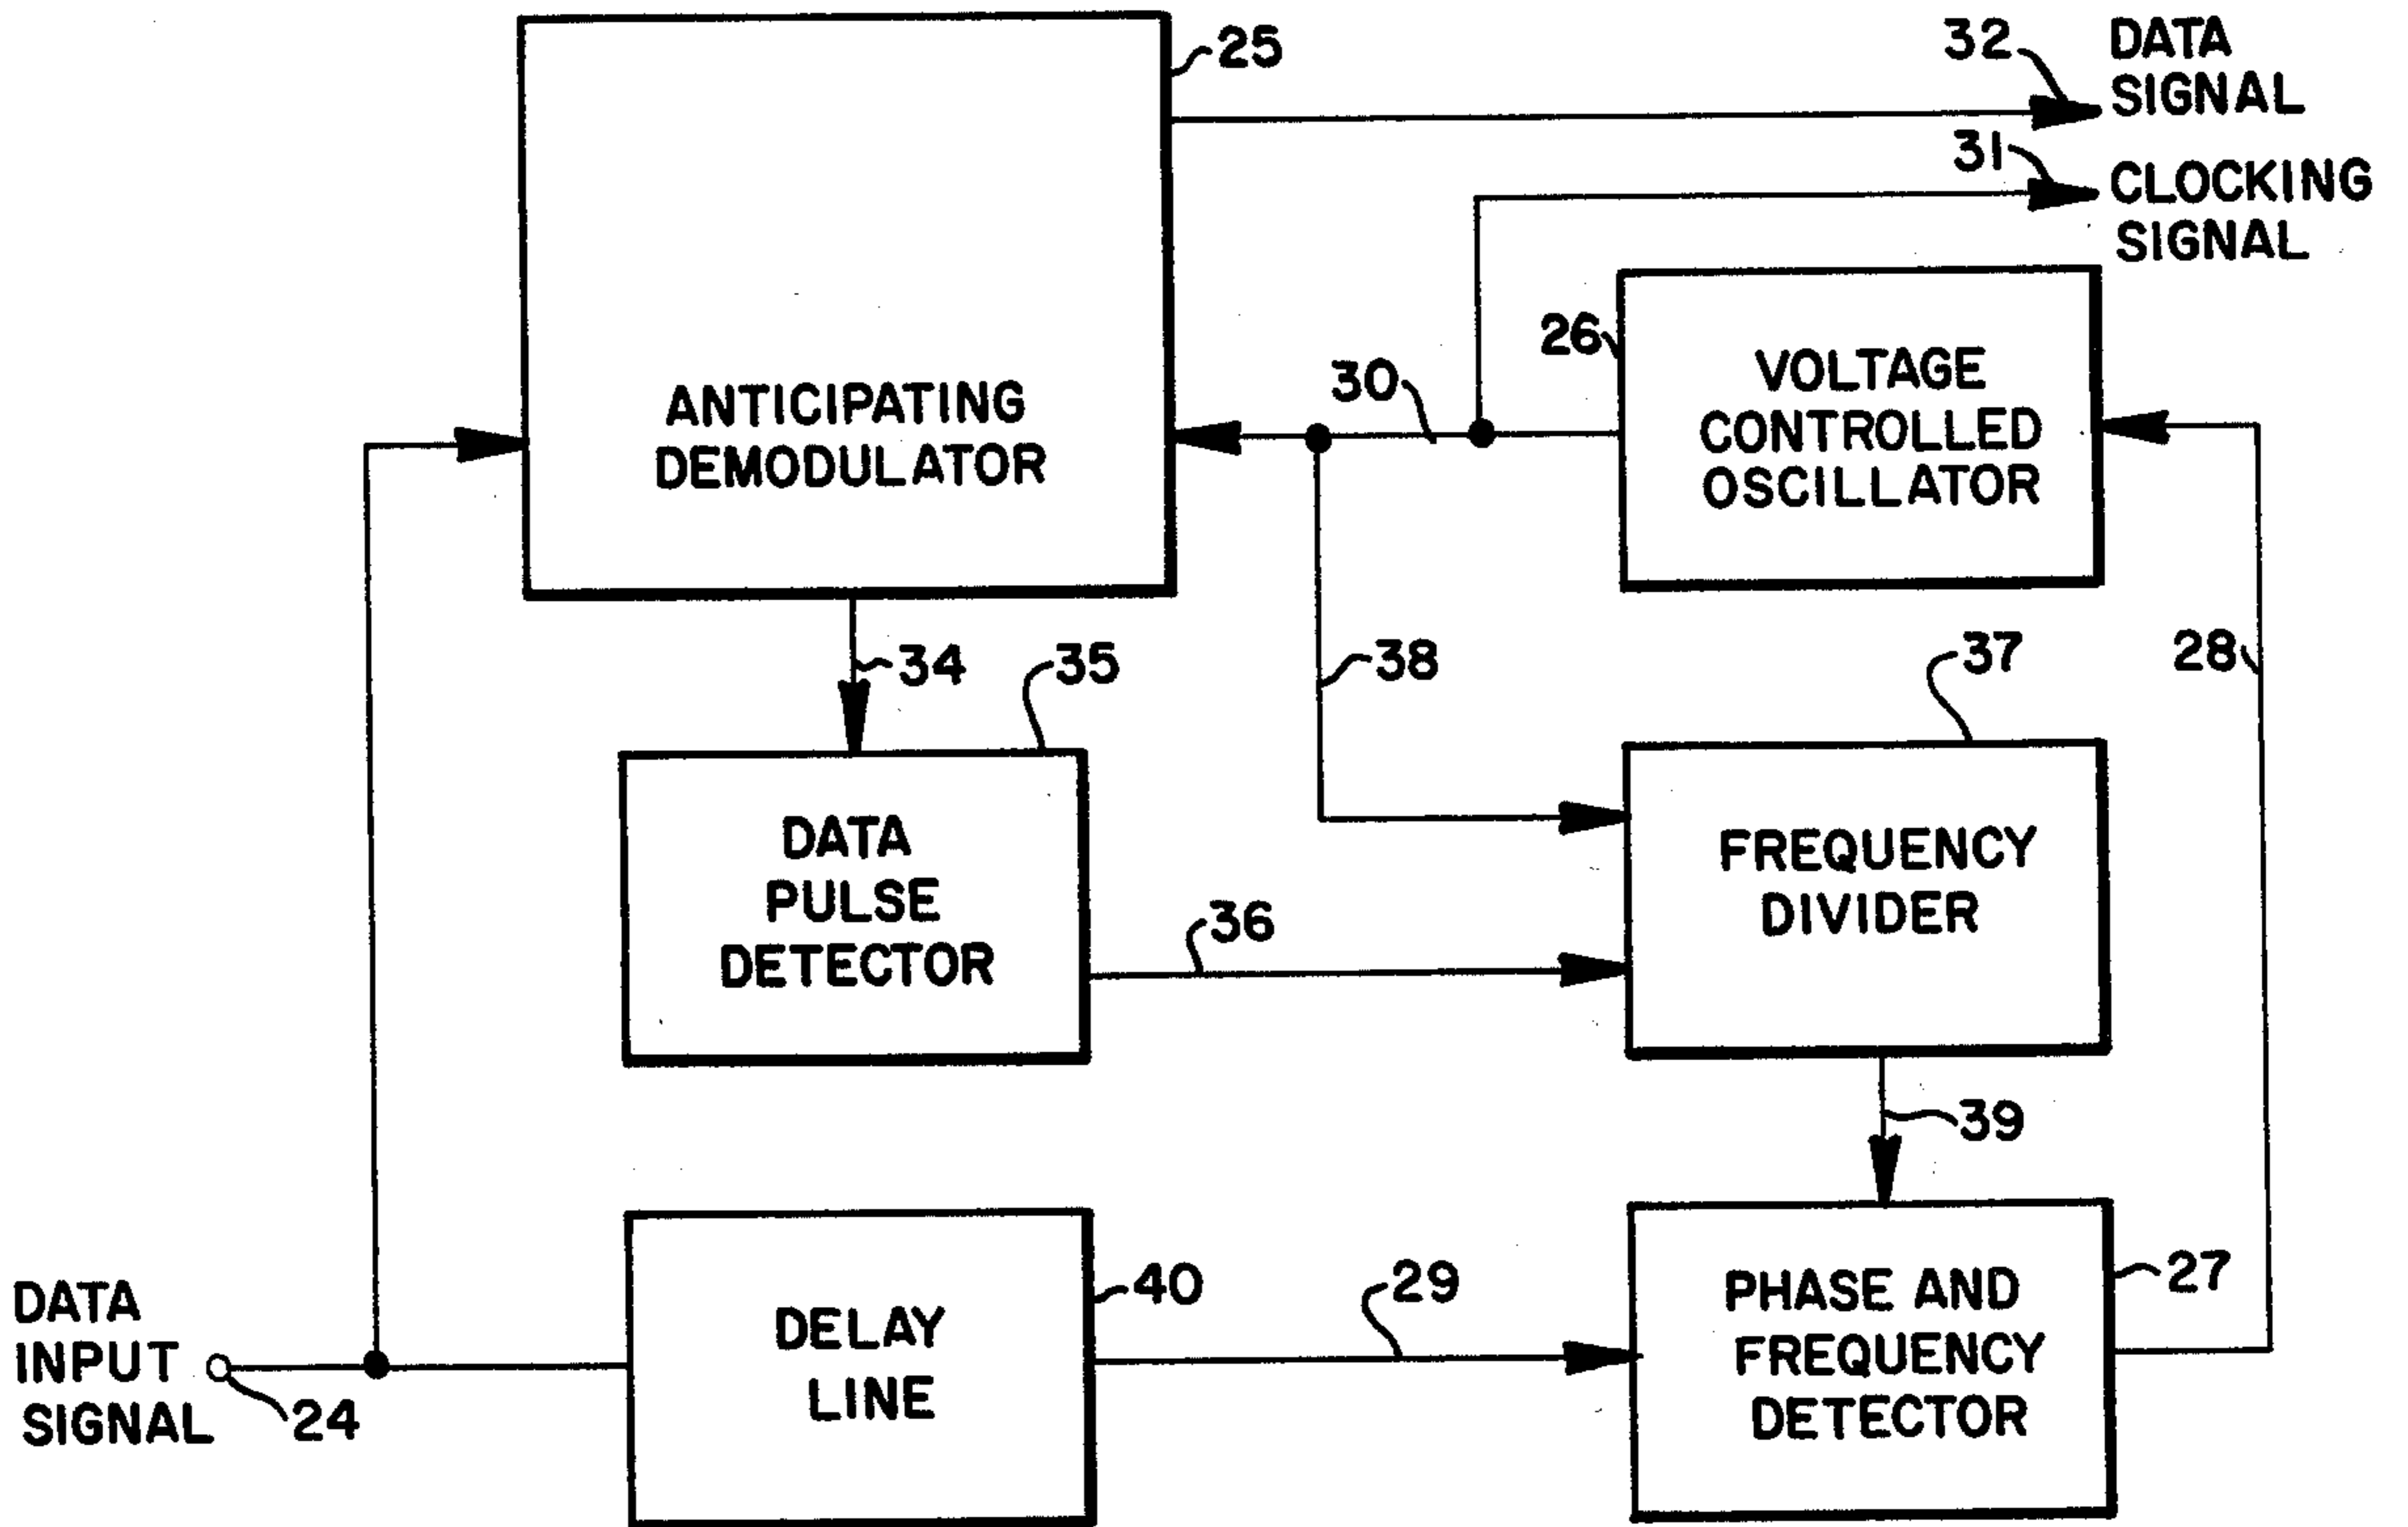 25
32
DATA
SIGNAL
31
CLOCKING
SIGNAL
26
30
ANTICIPATING
DEMODULATOR
VOLTAGE
CONTROLLED
OSCILLATOR
34
35
38
37
28
DATA
PULSE
DETECTOR
36
FREQUENCY
DIVIDER
39
DATA
INPUT
SIGNAL
24
DELAY
LINE
40
29
PHASE AND
FREQUENCY
DETECTOR
27